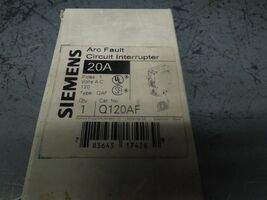 SIEMENS
Arc Fault
Circuit Interrupter
20A
Poles 1
Volts A.C.
120
Type QAF
Qty. Cat. No.
1 Q120AF